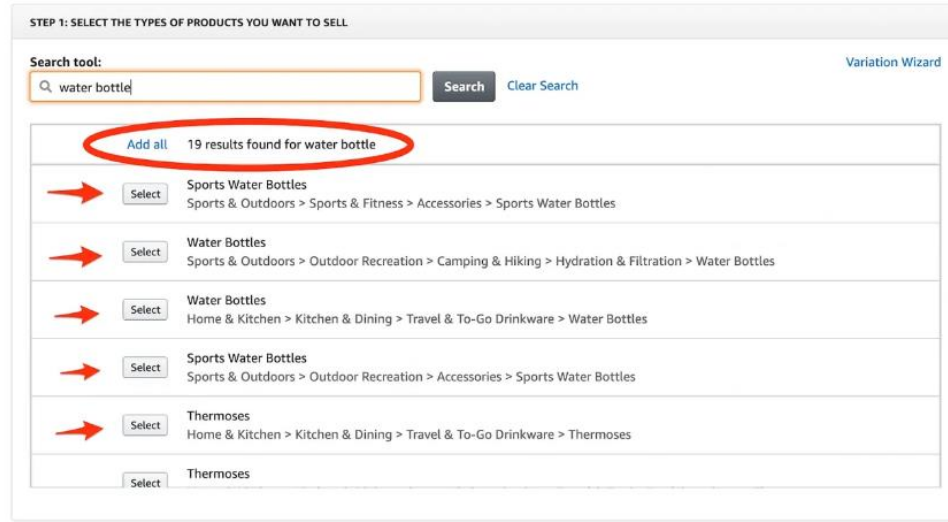 STEP 1: SELECT THE TYPES OF PRODUCTS YOU WANT TO SELL
Search tool:
Variation Wizard
water bottle
Search
Clear Search
Add all
19 results found for water bottle
Select
Sports Water Bottles
Sports & Outdoors > Sports & Fitness > Accessories > Sports Water Bottles
Select
Water Bottles
Sports & Outdoors > Outdoor Recreation > Camping & Hiking > Hydration & Filtration > Water Bottles
Select
Water Bottles
Home & Kitchen > Kitchen & Dining > Travel & To-Go Drinkware > Water Bottles
Select
Sports Water Bottles
Sports & Outdoors > Outdoor Recreation > Accessories > Sports Water Bottles
Select
Thermoses
Home & Kitchen > Kitchen & Dining > Travel & To-Go Drinkware > Thermoses
Select
Thermoses